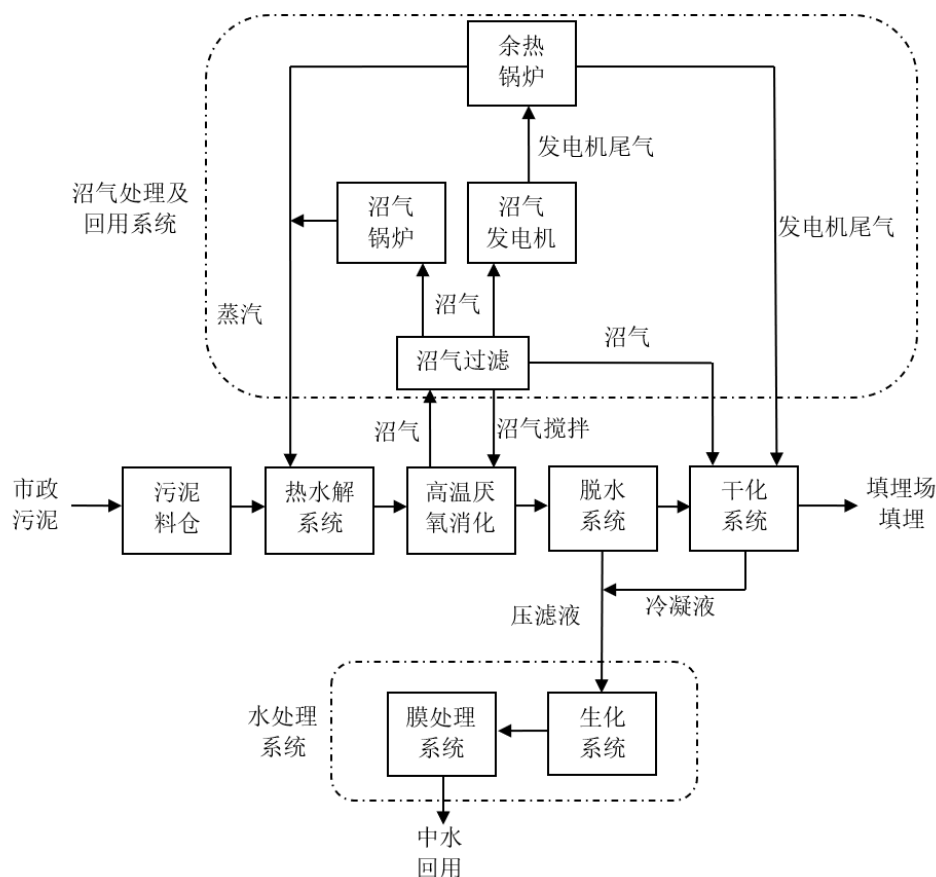 余热
锅炉
发电机尾气
沼气处理及
回用系统
沼气
锅炉
沼气
发电机
发电机尾气
蒸汽
沼气
沼气
沼气过滤
沼气
沼气搅拌
市政
污泥
污泥
料仓
热水解
系统
高温厌
氧消化
脱水
系统
干化
系统
填埋场
填埋
压滤液
冷凝液
水处理
系统
膜处理
系统
生化
系统
中水
回用